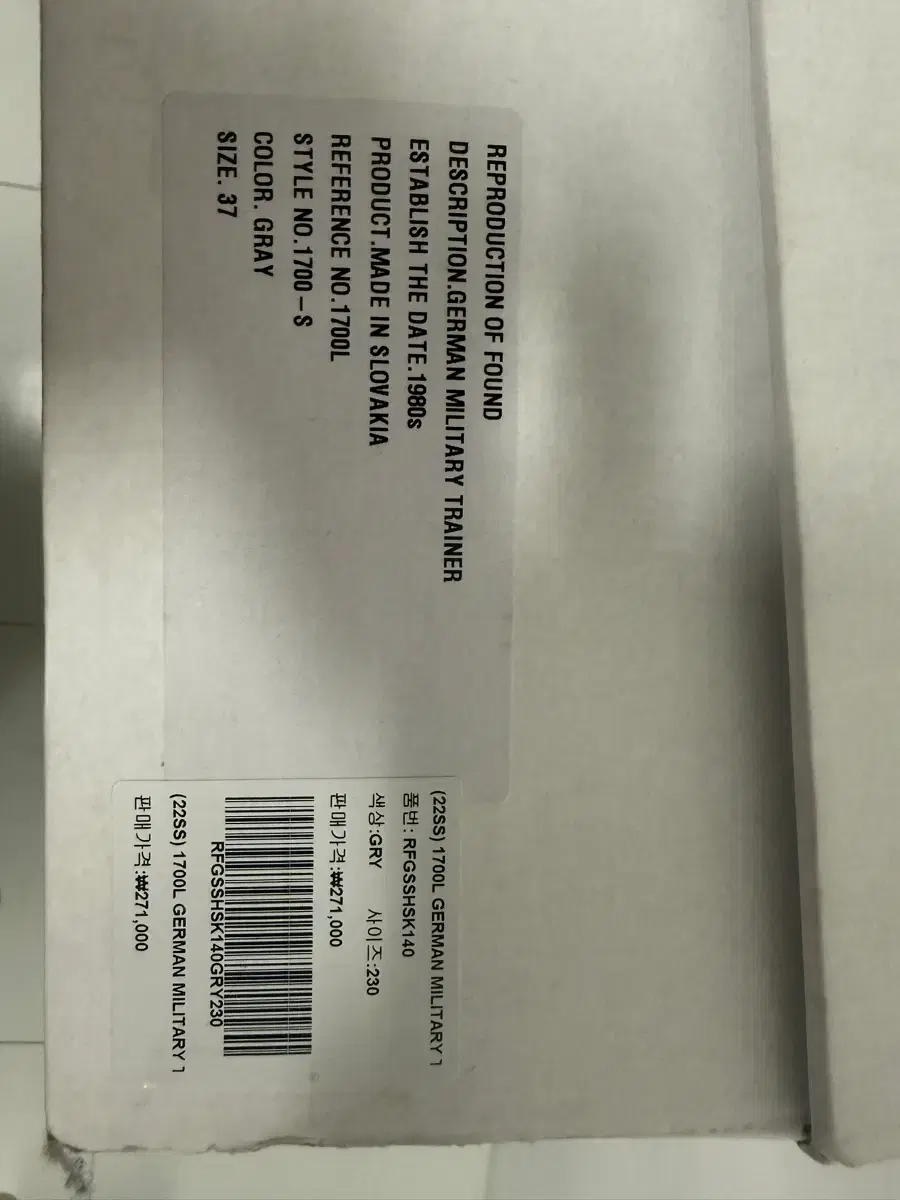 REPRODUCTION OF FOUND
DESCRIPTION.GERMAN MILITARY TRAINER
ESTABLISH THE DATE.1980s
PRODUCT.MADE IN SLOVAKIA
REFERENCE NO.1700L
STYLE NO.1700-S
COLOR. GRAY
SIZE. 37
(22SS) 1700L GERMAN MILITARY
품번: RFGSSHSK140
색상:GRY 사이즈:230
판매가격:₩271,000
RFGSSHSK140GRY230
(22SS) 1700L GERMAN MILITARY
판매가격:₩271,000